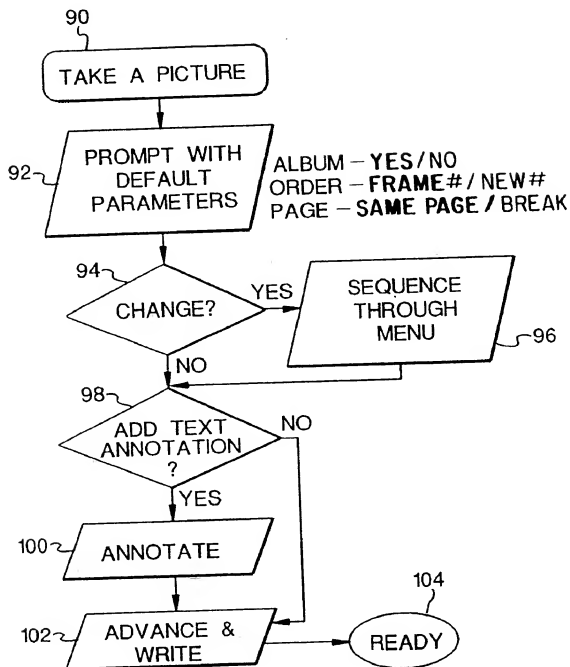 90
TAKE A PICTURE
92
PROMPT WITH
DEFAULT
PARAMETERS
ALBUM – YES/NO
ORDER – FRAME#/NEW#
PAGE – SAME PAGE/BREAK
94
CHANGE?
YES
SEQUENCE
THROUGH
MENU
96
NO
98
ADD TEXT
ANNOTATION
?
NO
YES
100
ANNOTATE
102
ADVANCE &
WRITE
104
READY